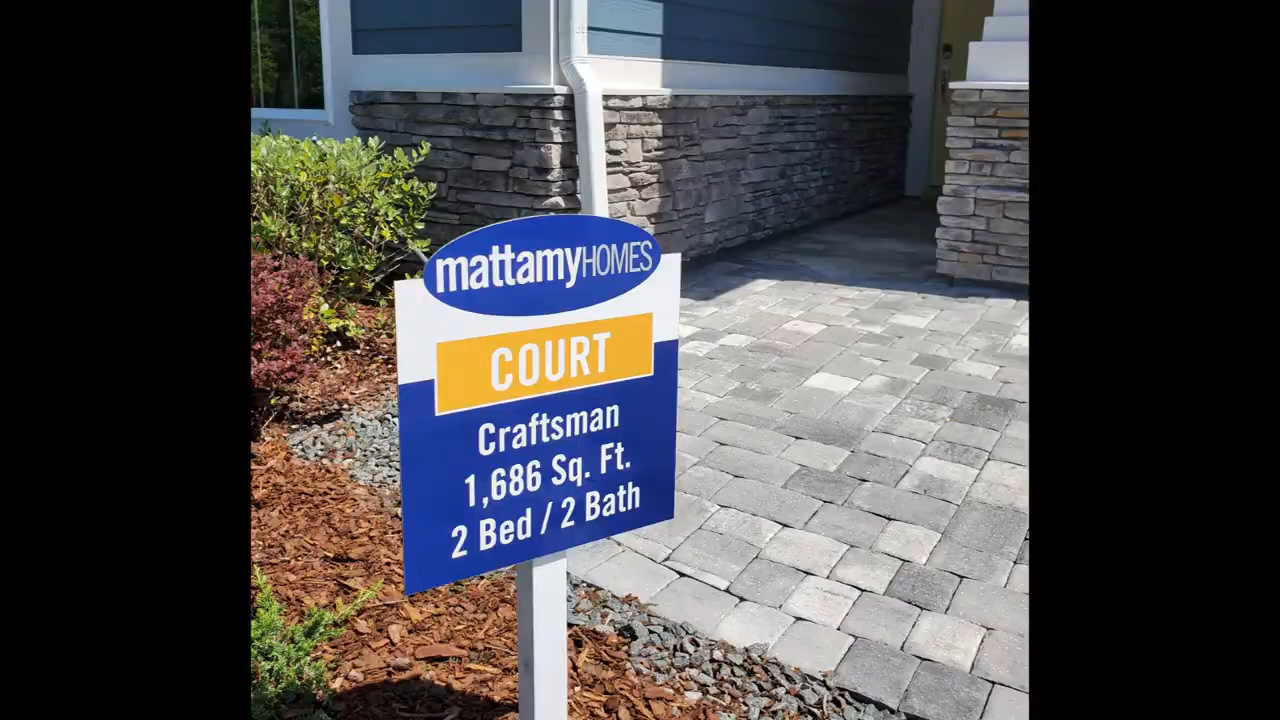 mattamyHOMES
COURT
Craftsman
1,686 Sq. Ft.
2 Bed / 2 Bath